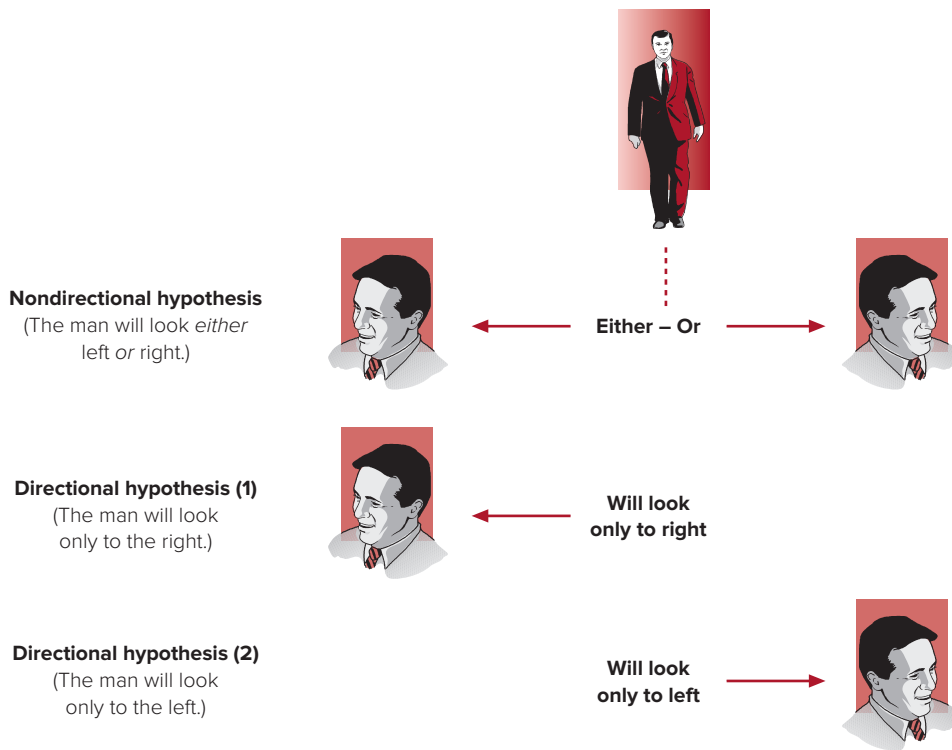 Nondirectional hypothesis
(The man will look either
left or right.)
Either – Or
Directional hypothesis (1)
(The man will look
only to the right.)
Will look
only to right
Directional hypothesis (2)
(The man will look
only to the left.)
Will look
only to left